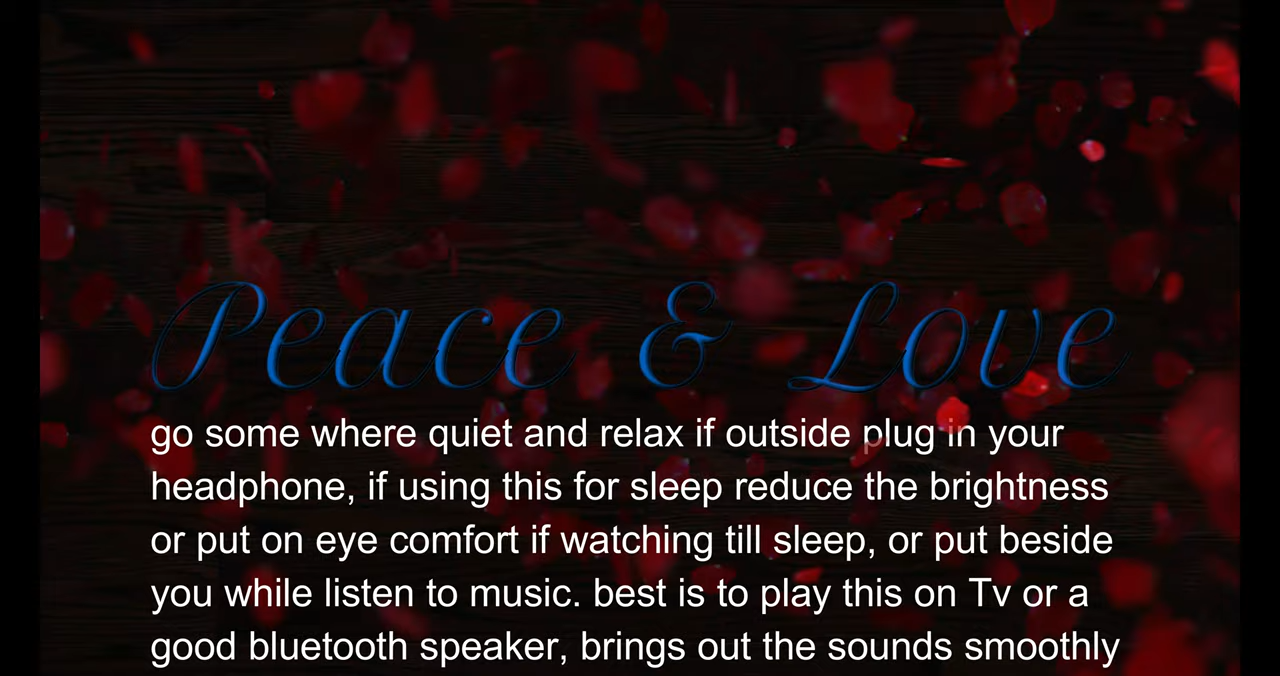 Peace & Love
go some where quiet and relax if outside plug in your
headphone, if using this for sleep reduce the brightness
or put on eye comfort if watching till sleep, or put beside
you while listen to music. best is to play this on Tv or a
good bluetooth speaker, brings out the sounds smoothly